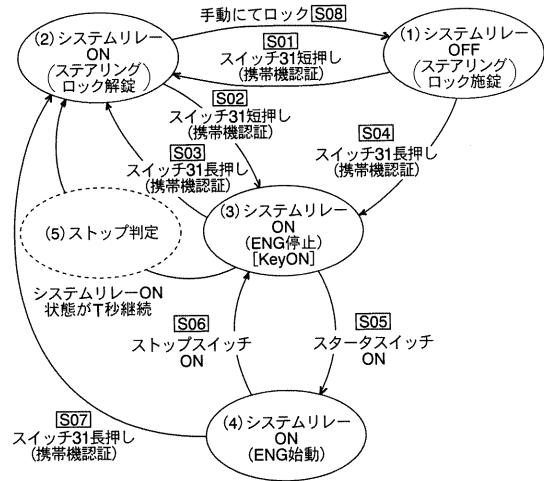 手動にてロック S08
(2)システムリレー
ON
(ステアリング
ロック解錠)
S01
スイッチ31短押し
(携帯機認証)
(1)システムリレー
OFF
(ステアリング
ロック施錠)
S02
スイッチ31短押し
(携帯機認証)
S03
スイッチ31長押し
(携帯機認証)
S04
スイッチ31長押し
(携帯機認証)
(3)システムリレー
ON
(ENG停止)
[KeyON]
(5)ストップ判定
システムリレーON
状態がT秒継続
S06
ストップスイッチ
ON
S05
スタータスイッチ
ON
S07
スイッチ31長押し
(携帯機認証)
(4)システムリレー
ON
(ENG始動)